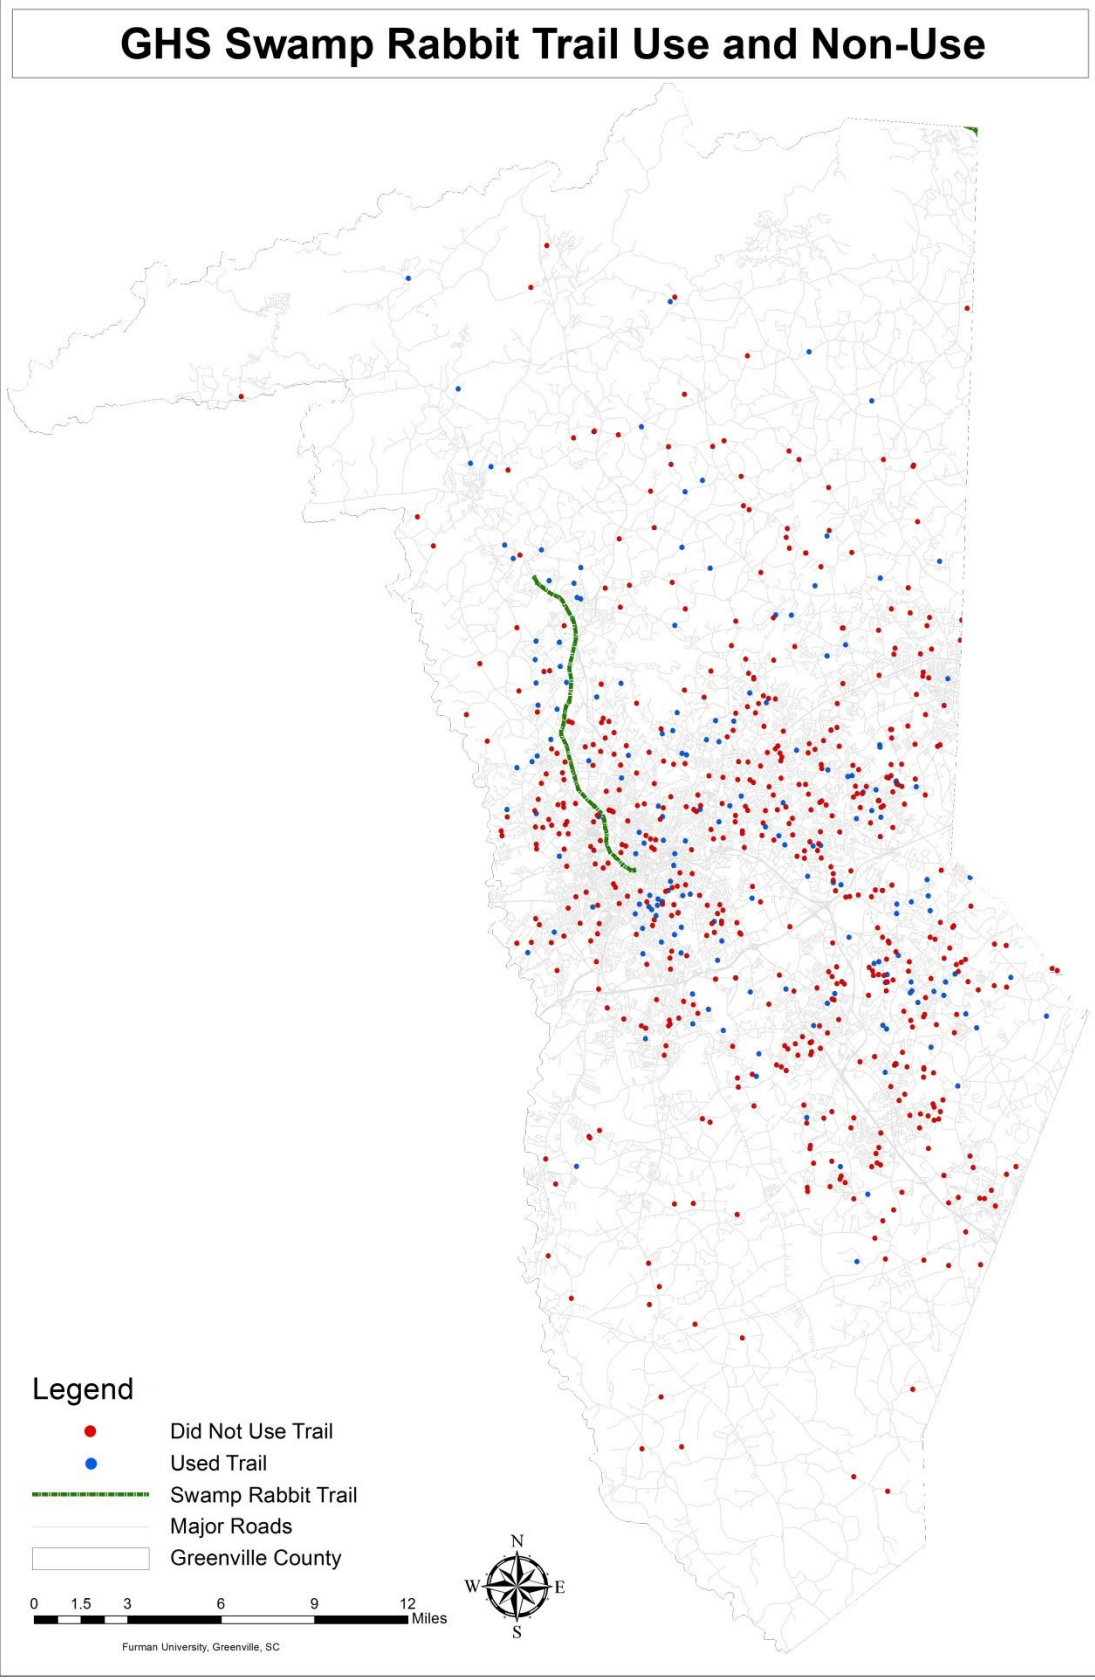 GHS Swamp Rabbit Trail Use and Non-Use
Legend
Did Not Use Trail
Used Trail
Swamp Rabbit Trail
Major Roads
Greenville County
N
W E
S
0 1.5 3 6 9 12
Miles
Furman University, Greenville, SC